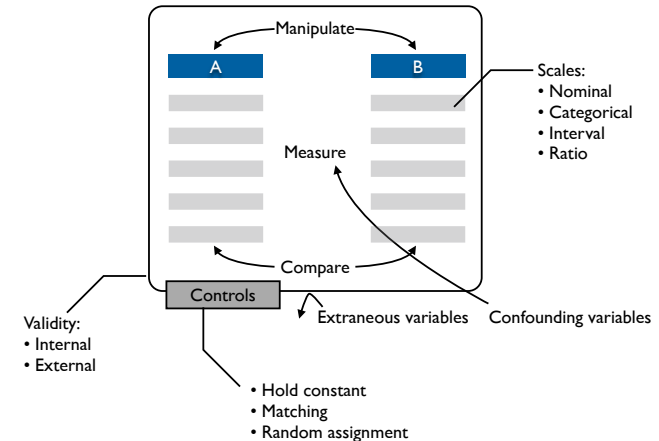 Manipulate
A
B
Scales:
• Nominal
• Categorical
• Interval
• Ratio
Measure
Compare
Controls
Extraneous variables
Confounding variables
Validity:
• Internal
• External
• Hold constant
• Matching
• Random assignment